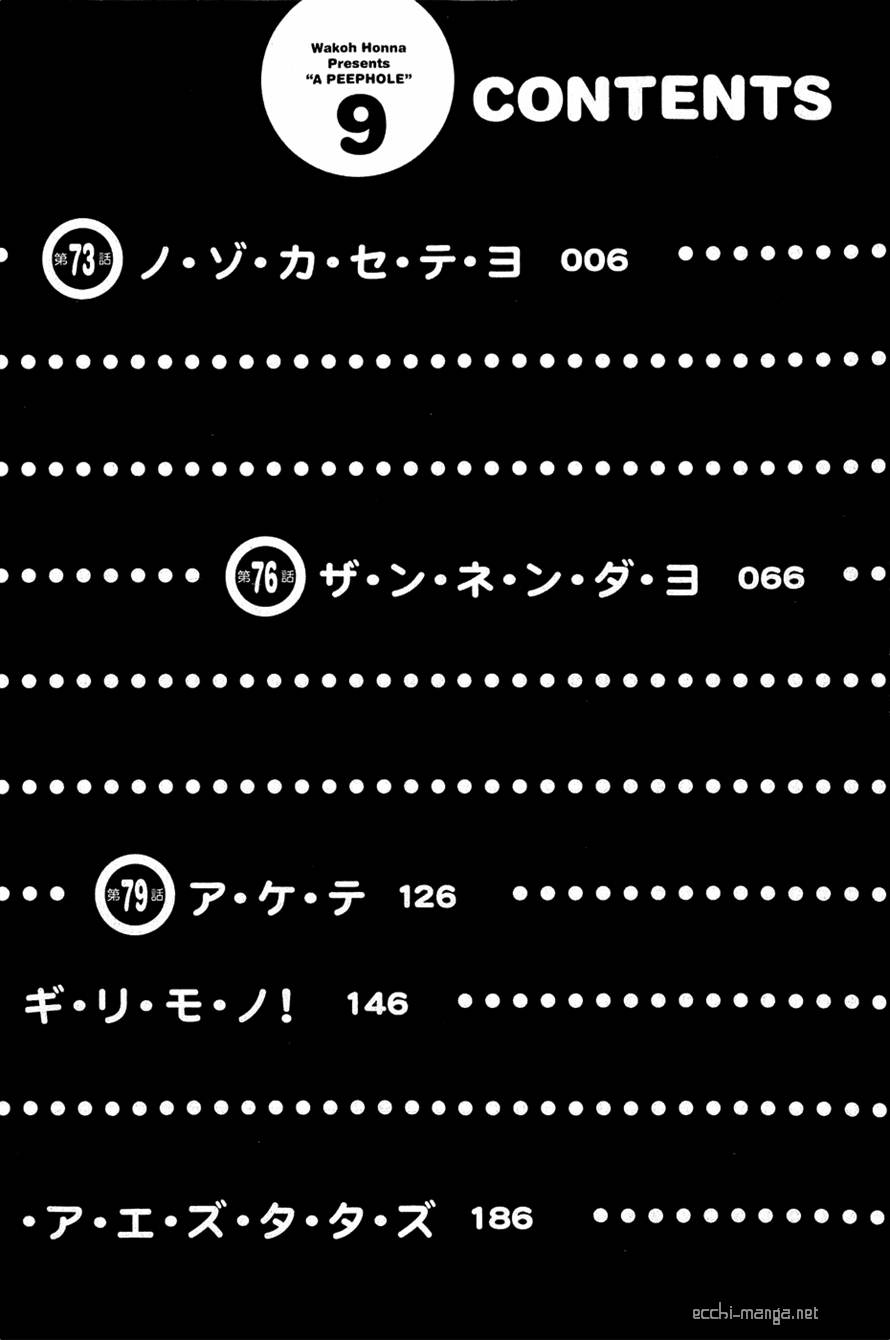 Wakoh Honna
Presents
“A PEEPHOLE”
9
CONTENTS
第73話 ノ・ゾ・カ・セ・テ・ヨ 006
第76話 ザ・ン・ネ・ン・ダ・ヨ 066
第79話 ア・ケ・テ 126
ギ・リ・モ・ノ! 146
・ア・エ・ズ・タ・タ・ズ 186
ecchi-manga.net